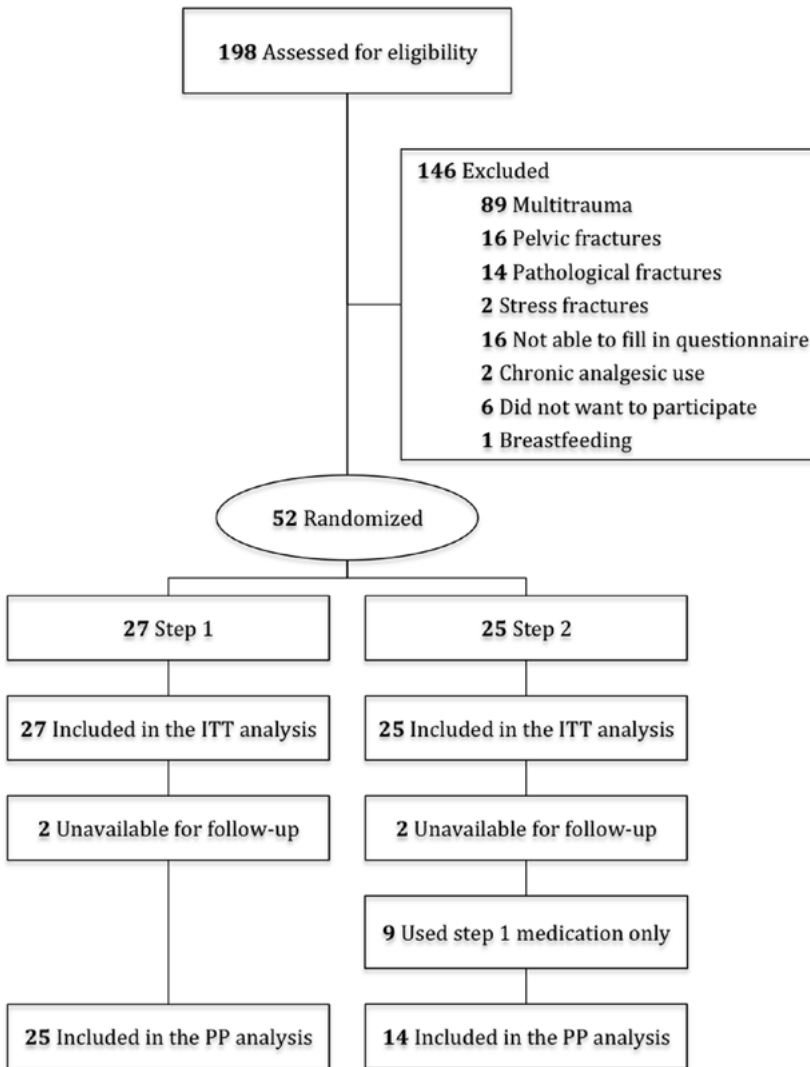 198 Assessed for eligibility
146 Excluded
89 Multitrauma
16 Pelvic fractures
14 Pathological fractures
2 Stress fractures
16 Not able to fill in questionnaire
2 Chronic analgesic use
6 Did not want to participate
1 Breastfeeding
52 Randomized
27 Step 1
25 Step 2
27 Included in the ITT analysis
25 Included in the ITT analysis
2 Unavailable for follow-up
2 Unavailable for follow-up
9 Used step 1 medication only
25 Included in the PP analysis
14 Included in the PP analysis